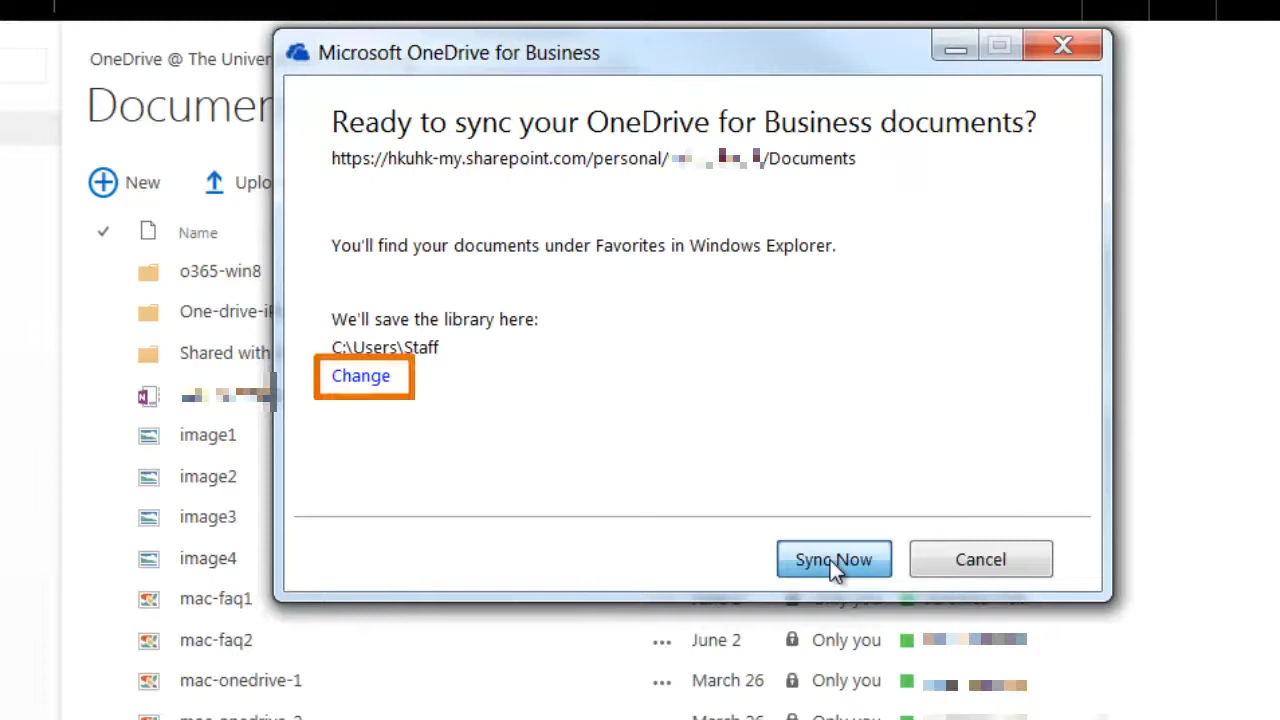 Microsoft OneDrive for Business
OneDrive @ The Univer
Documen
Ready to sync your OneDrive for Business documents?
https://hkuhk-my.sharepoint.com/personal/ /Documents
New
Uplo
Name
You'll find your documents under Favorites in Windows Explorer.
o365-win8
One-drive-i
Shared with
We'll save the library here:
C:\Users\Staff
Change
image1
image2
image3
image4
Sync Now
Cancel
mac-faq1
mac-faq2 ... June 2 Only you
mac-onedrive-1 ... March 26 Only you